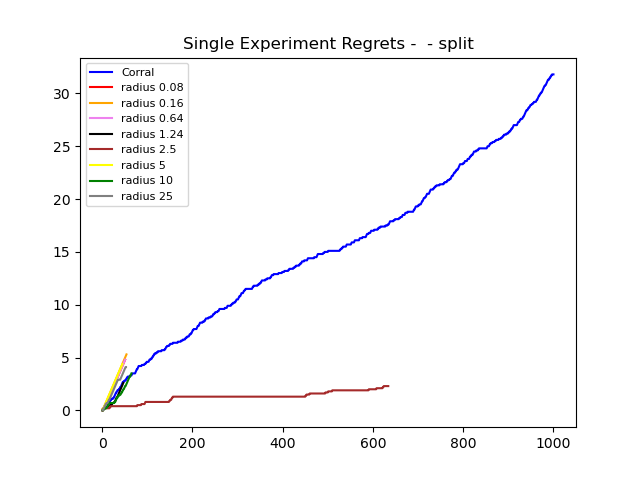 Single Experiment Regrets -  - split
Corral
radius 0.08
radius 0.16
radius 0.64
radius 1.24
radius 2.5
radius 5
radius 10
radius 25
30
25
20
15
10
5
0
0 200 400 600 800 1000